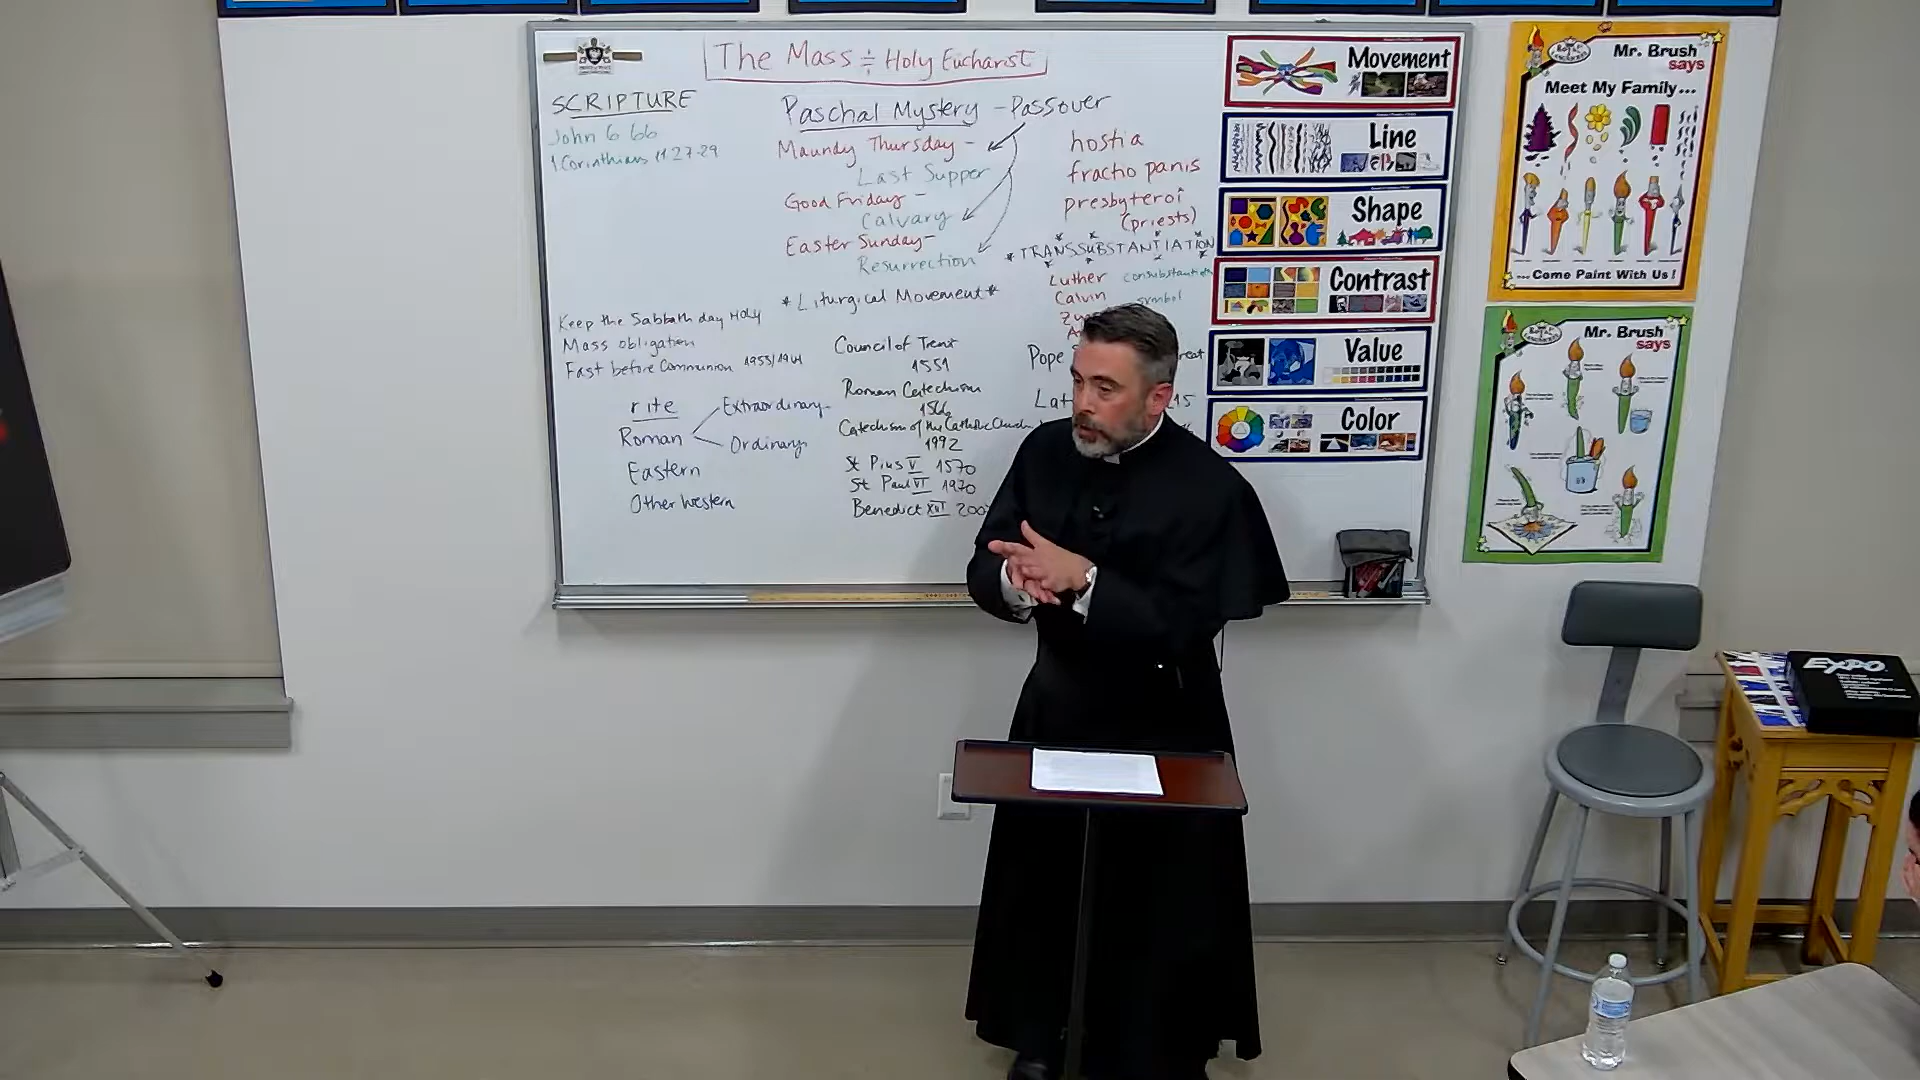 The Mass ÷ Holy Eucharist
SCRIPTURE
John 6 66
1 Corinthians 11 27-29
Paschal Mystery - Passover
Maundy Thursday -
Last Supper
Good Friday -
Calvary
Easter Sunday -
Resurrection
*Liturgical Movement*
hostia
fractio panis
presbyteroi
(priests)
*TRANSSUBSTANTIATION
Luther
Calvin symbol
Pope
Keep the Sabbath day Holy
Mass obligation
Fast before Communion 1953/1964
rite
Extraordinary
Roman
Ordinary
Eastern
Other Western
Council of Trent
1551
Roman Catechism
1566
Catechism of the Catholic Church
1992
St Pius V 1570
St Paul VI 1970
Benedict XVI
Movement
Line
Shape
Contrast
Value
Color
Mr. Brush
says
Meet My Family...
...Come Paint With Us!
Mr. Brush
says
EXPO